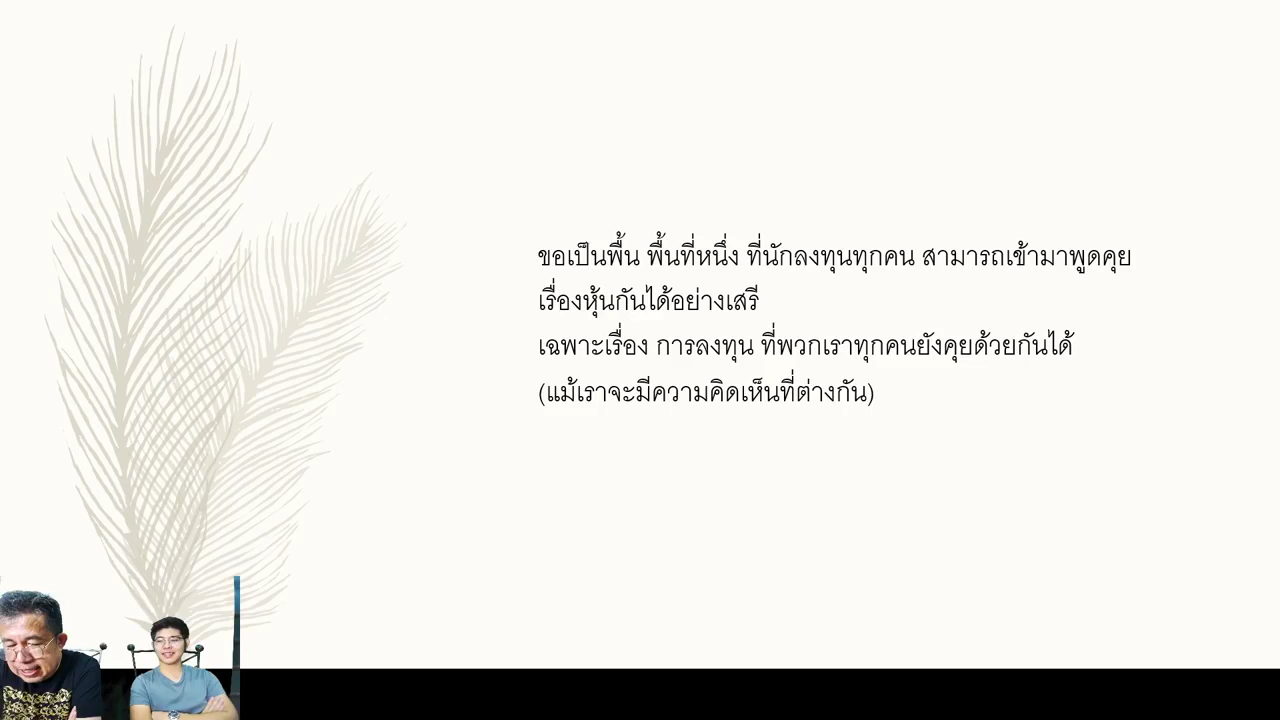 ขอเป็นพื้น พื้นที่หนึ่ง ที่นักลงทุนทุกคน สามารถเข้ามาพูดคุย
เรื่องหุ้นกันได้อย่างเสรี
เฉพาะเรื่อง การลงทุน ที่พวกเราทุกคนยังคุยด้วยกันได้
(แม้เราจะมีความคิดเห็นที่ต่างกัน)